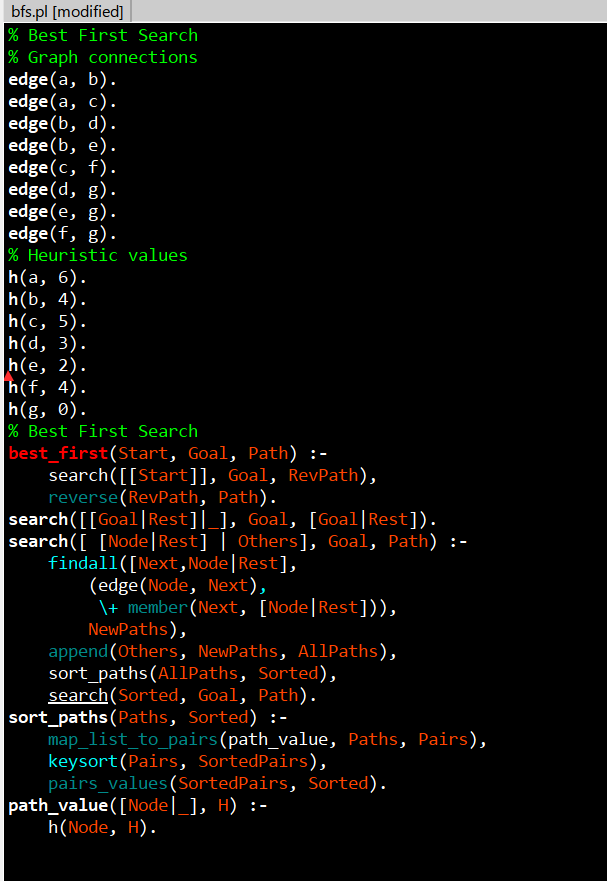 bfs.pl [modified]
% Best First Search
% Graph connections
edge(a, b).
edge(a, c).
edge(b, d).
edge(b, e).
edge(c, f).
edge(d, g).
edge(e, g).
edge(f, g).
% Heuristic values
h(a, 6).
h(b, 4).
h(c, 5).
h(d, 3).
h(e, 2).
h(f, 4).
h(g, 0).
% Best First Search
best_first(Start, Goal, Path) :-
    search([[Start]], Goal, RevPath),
    reverse(RevPath, Path).
search([[Goal|Rest]|_], Goal, [Goal|Rest]).
search([ [Node|Rest] | Others], Goal, Path) :-
    findall([Next,Node|Rest],
        (edge(Node, Next),
         \+ member(Next, [Node|Rest])),
        NewPaths),
    append(Others, NewPaths, AllPaths),
    sort_paths(AllPaths, Sorted),
    search(Sorted, Goal, Path).
sort_paths(Paths, Sorted) :-
    map_list_to_pairs(path_value, Paths, Pairs),
    keysort(Pairs, SortedPairs),
    pairs_values(SortedPairs, Sorted).
path_value([Node|_], H) :-
    h(Node, H).